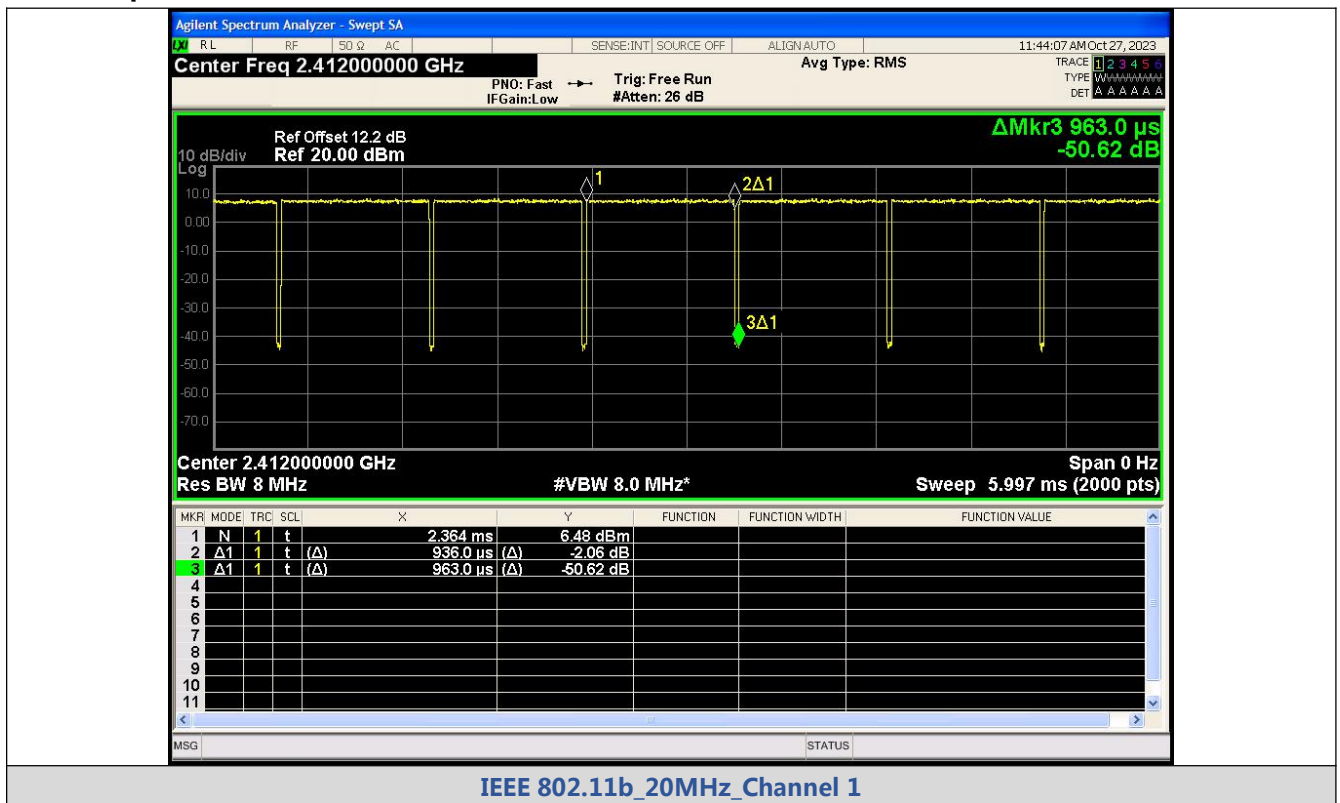 Agilent Spectrum Analyzer - Swept SA
LXI RL RF 50 Ω AC SENSE:INT SOURCE OFF ALIGN AUTO 11:44:07 AM Oct 27, 2023
Center Freq 2.412000000 GHz Avg Type: RMS TRACE 1 2 3 4 5 6
PNO: Fast Trig: Free Run TYPE WWWWWW
IFGain:Low #Atten: 26 dB DET A A A A A A
ΔMkr3 963.0 µs
Ref Offset 12.2 dB
10 dB/div Ref 20.00 dBm -50.62 dB
Log
1
2Δ1
10.0
0.00
-10.0
-20.0
-30.0
3Δ1
-40.0
-50.0
-60.0
-70.0
Center 2.412000000 GHz Span 0 Hz
Res BW 8 MHz #VBW 8.0 MHz* Sweep 5.997 ms (2000 pts)
MKR MODE TRC SCL X Y FUNCTION FUNCTION WIDTH FUNCTION VALUE
1 N 1 t 2.364 ms 6.48 dBm
2 Δ1 1 t (Δ) 936.0 µs (Δ) -2.06 dB
3 Δ1 1 t (Δ) 963.0 µs (Δ) -50.62 dB
4
5
6
7
8
9
10
11
MSG STATUS
IEEE 802.11b_20MHz_Channel 1